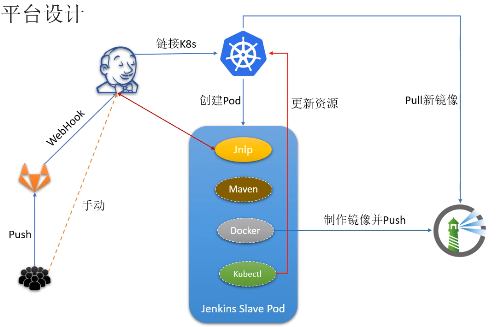 平台设计
链接K8s
创建Pod
更新资源
Pull新镜像
WebHook
手动
Push
Jnlp
Maven
Docker
制作镜像并Push
Kubectl
Jenkins Slave Pod